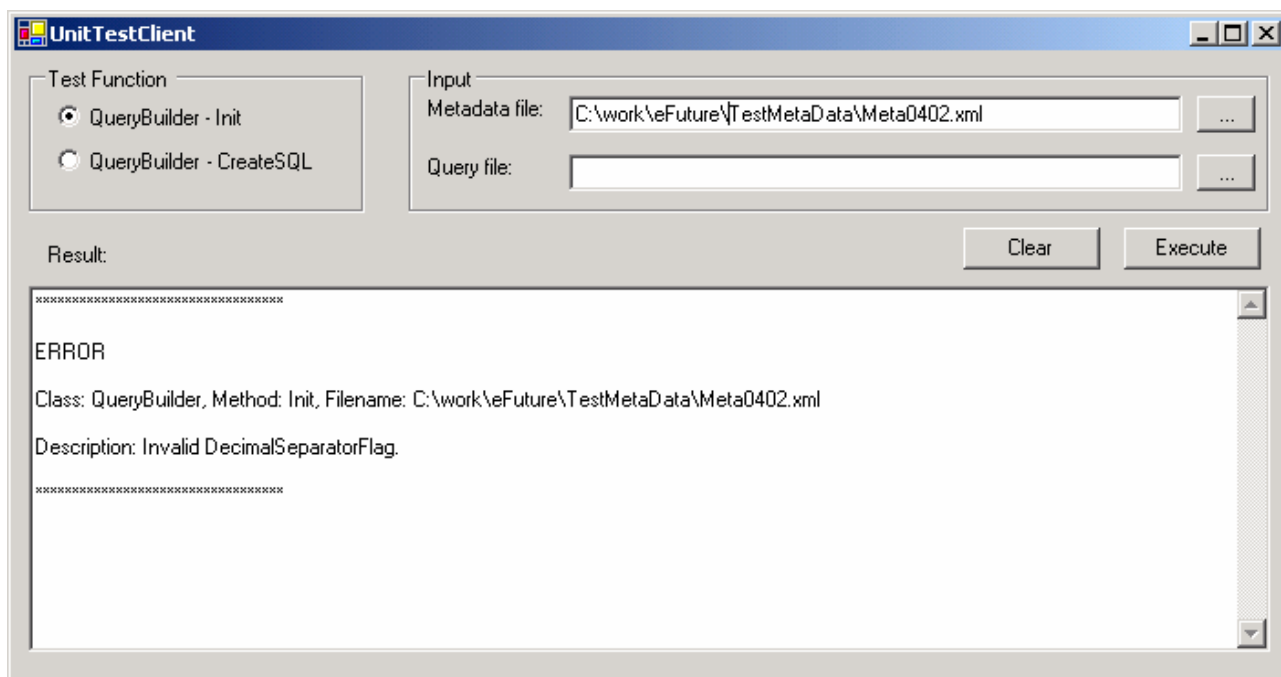 UnitTestClient
Test Function
QueryBuilder - Init
QueryBuilder - CreateSQL
Input
Metadata file: C:\work\eFuture\TestMetaData\Meta0402.xml ...
Query file: ...
Result:
Clear Execute
**********************************
ERROR
Class: QueryBuilder, Method: Init, Filename: C:\work\eFuture\TestMetaData\Meta0402.xml
Description: Invalid DecimalSeparatorFlag.
**********************************